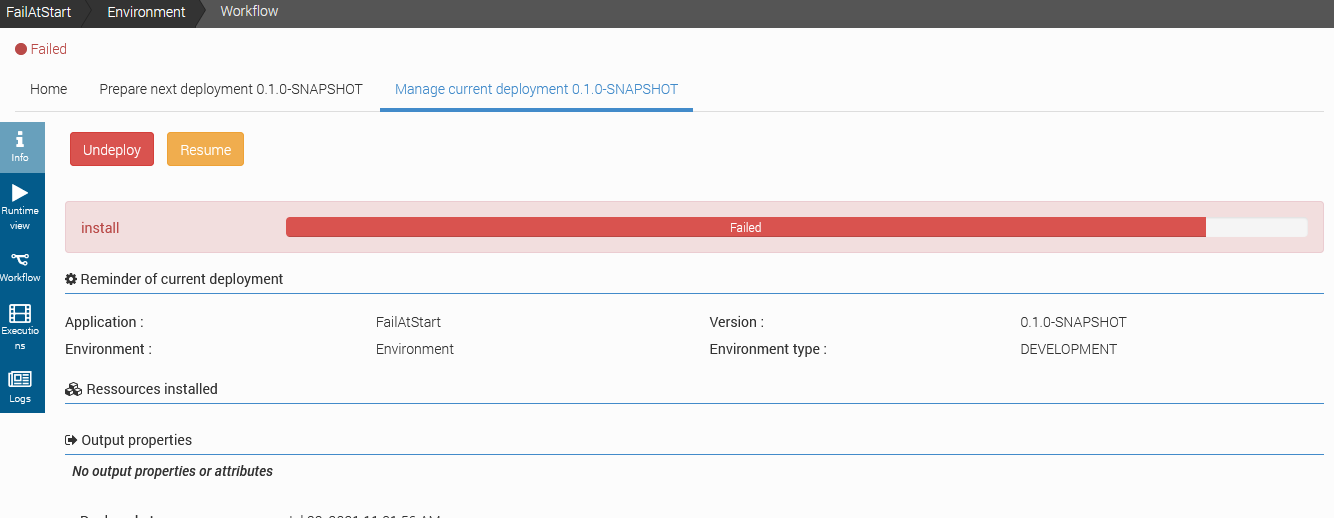 FailAtStart Environment Workflow
Failed
Home Prepare next deployment 0.1.0-SNAPSHOT Manage current deployment 0.1.0-SNAPSHOT
Info
Runtime
view
Workflow
Executio
ns
Logs
Undeploy Resume
install Failed
Reminder of current deployment
Application : FailAtStart Version : 0.1.0-SNAPSHOT
Environment : Environment Environment type : DEVELOPMENT
Ressources installed
Output properties
No output properties or attributes